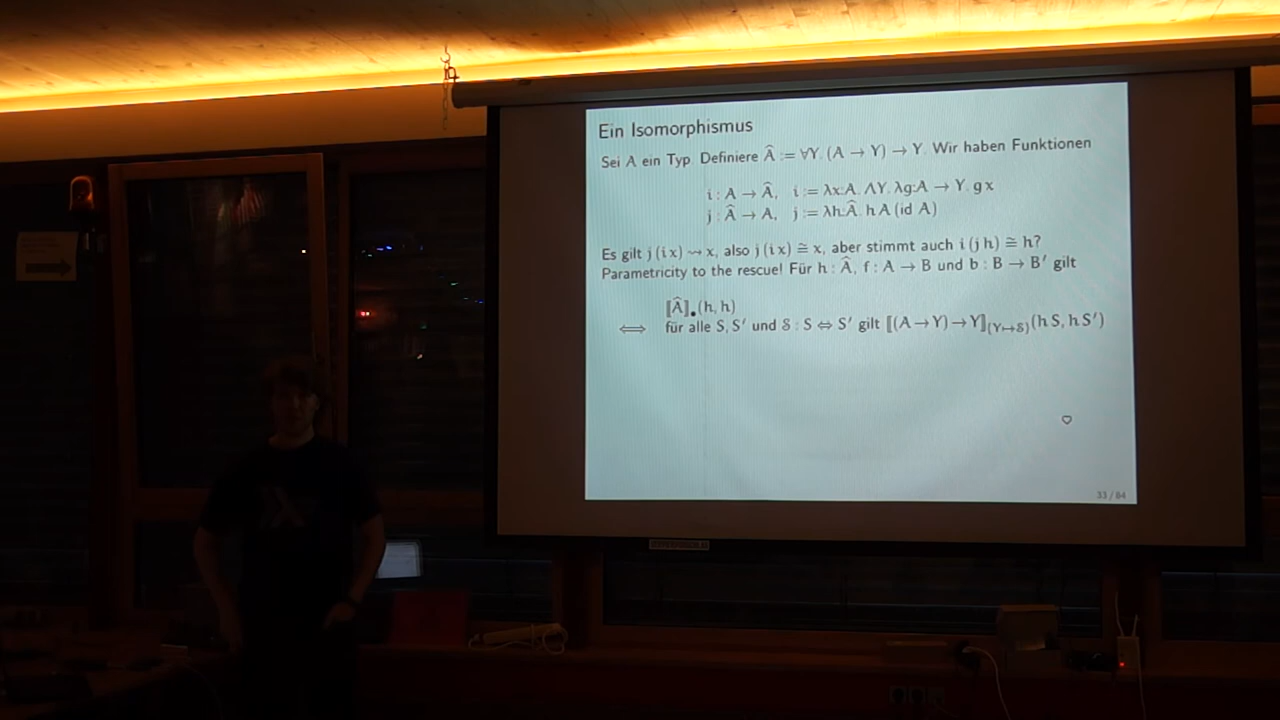 Ein Isomorphismus
Sei A ein Typ. Definiere Â := ∀Y. (A → Y) → Y. Wir haben Funktionen
i : A → Â, i := λx:A. ΛY. λg:A → Y. g x
j : Â → A, j := λh:Â. h A (id A)
Es gilt j (i x) ⇝ x, also j (i x) ≅ x, aber stimmt auch i (j h) ≅ h?
Parametricity to the rescue! Für h : Â, f : A → B und b : B → B′ gilt
⟦Â⟧•(h, h)
⟺ für alle S, S′ und 𝒮 : S ⇔ S′ gilt ⟦(A→Y)→Y⟧(Y↦𝒮)(h S, h S′)
33 / 84